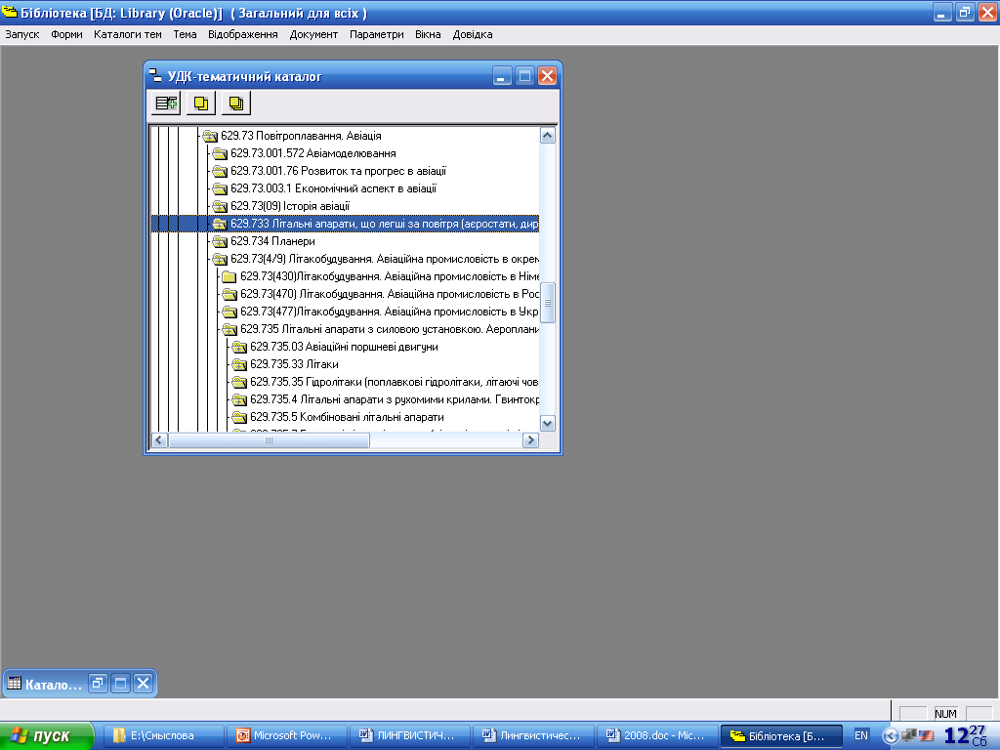 Бібліотека [БД: Library (Oracle)] ( Загальний для всіх )
Запуск Форми Каталоги тем Тема Відображення Документ Параметри Вікна Довідка
УДК-тематичний каталог
629.73 Повітроплавання. Авіація
629.73.001.572 Авіамоделювання
629.73.001.76 Розвиток та прогрес в авіації
629.73.003.1 Економічний аспект в авіації
629.73(09) Історія авіації
629.733 Літальні апарати, що легші за повітря (аєростати, дир
629.734 Планери
629.73(4/9) Літакобудування. Авіаційна промисловість в окрем
629.73(430)Літакобудування. Авіаційна промисловість в Німе
629.73(470) Літакобудування. Авіаційна промисловість в Рос
629.73(477)Літакобудування. Авіаційна промисловість в Укр
629.735 Літальні апарати з силовою установкою. Аероплани
629.735.03 Авіаційні поршневі двигуни
629.735.33 Літаки
629.735.35 Гідролітаки (поплавкові гідролітаки, літаючі чов
629.735.4 Літальні апарати з рухомими крилами. Гвинтокр
629.735.5 Комбіновані літальні апарати
Катало...
NUM
пуск E:\Смыслова Microsoft Pow... ЛИНГВИСТИЧ... Лингвистичес... 2008.doc - Mic... Бібліотека [Б... EN 12 27 Сб